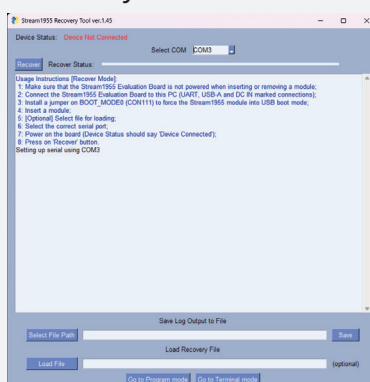 Stream1955 Recovery Tool ver.1.45
Device Status: Device Not Connected
Select COM COM3
Recover Recover Status:
Usage Instructions [Recover Mode]:
1: Make sure that the Stream1955 Evaluation Board is not powered when inserting or removing a module;
2: Connect the Stream1955 Evaluation Board to this PC (UART, USB-A and DC IN marked connections);
3: Install a jumper on BOOT_MODE0 (CON111) to force the Stream1955 module into USB boot mode;
4: Insert a module;
5: [Optional] Select file for loading;
6: Select the correct serial port;
7: Power on the board (Device Status should say 'Device Connected');
8: Press on 'Recover' button.
Setting up serial using COM3
Save Log Output to File
Select File Path Save
Load Recovery File
Load File (optional)
Go to Program mode Go to Terminal mode